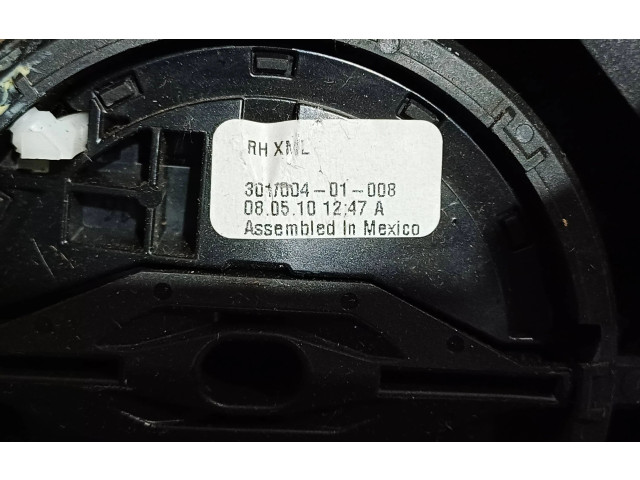 RH XML
301/004-01-008
08.05.10 12:47 A
Assembled In Mexico